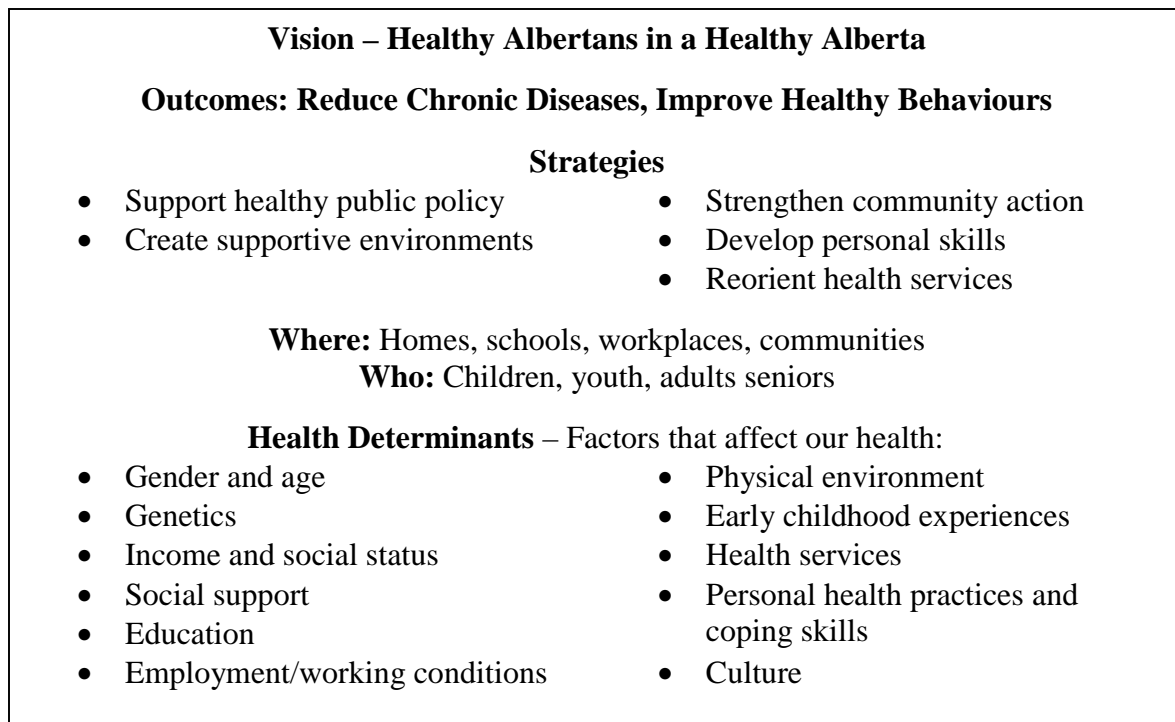 Vision – Healthy Albertans in a Healthy Alberta
Outcomes: Reduce Chronic Diseases, Improve Healthy Behaviours
Strategies
• Support healthy public policy
• Create supportive environments
• Strengthen community action
• Develop personal skills
• Reorient health services
Where: Homes, schools, workplaces, communities
Who: Children, youth, adults seniors
Health Determinants – Factors that affect our health:
• Gender and age
• Genetics
• Income and social status
• Social support
• Education
• Employment/working conditions
• Physical environment
• Early childhood experiences
• Health services
• Personal health practices and
coping skills
• Culture